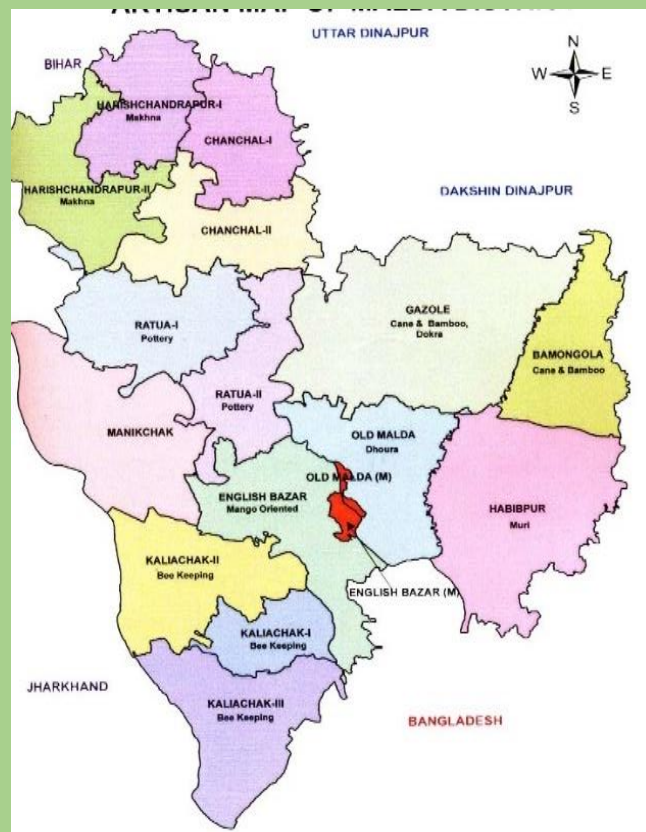 UTTAR DINAJPUR
N
W E
S
BIHAR
HARISHCHANDRAPUR-I
Makhna
CHANCHAL-I
HARISHCHANDRAPUR-II
Makhna
DAKSHIN DINAJPUR
CHANCHAL-II
GAZOLE
Cane & Bamboo,
Dokra
RATUA-I
Pottery
BAMONGOLA
Cane & Bamboo
RATUA-II
Pottery
MANIKCHAK
OLD MALDA
Dhoura
OLD MALDA (M)
ENGLISH BAZAR
Mango Oriented
HABIBPUR
Muri
KALIACHAK-II
Bee Keeping
ENGLISH BAZAR (M)
KALIACHAK-I
Bee Keeping
JHARKHAND
KALIACHAK-III
Bee Keeping
BANGLADESH